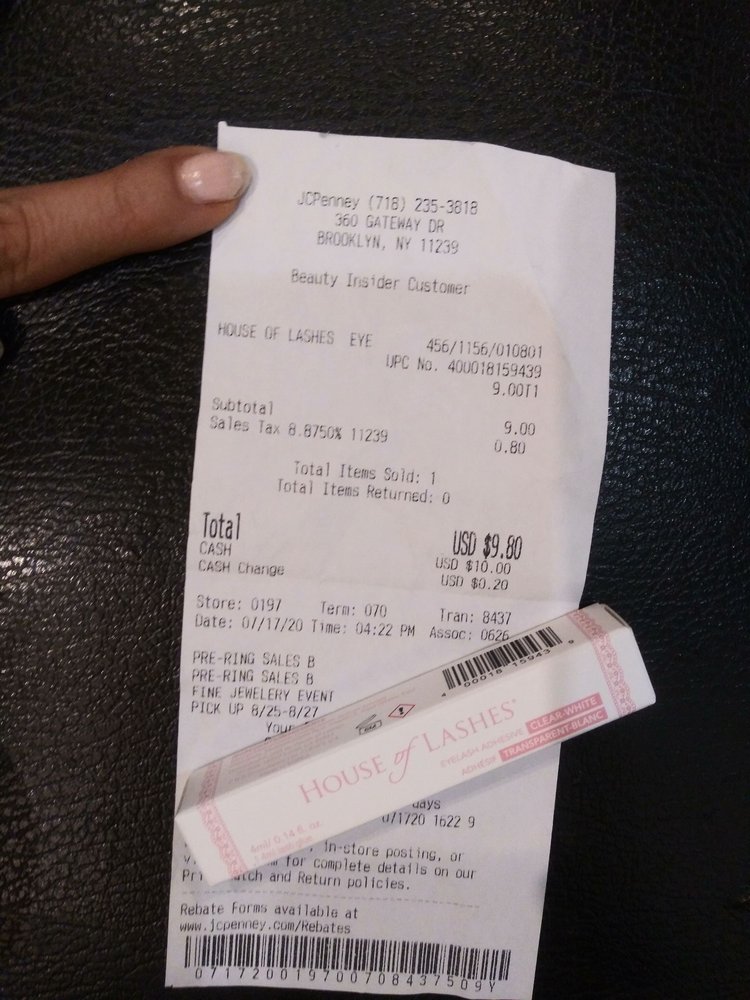 JCPenney (718) 235-3818
360 GATEWAY DR
BROOKLYN, NY 11239
Beauty Insider Customer
HOUSE OF LASHES EYE 456/1156/010801
UPC No. 400018159439
9.00T1
Subtotal 9.00
Sales Tax 8.8750% 11239 0.80
Total Items Sold: 1
Total Items Returned: 0
Total USD $9.80
CASH USD $10.00
CASH Change USD $0.20
Store: 0197 Term: 070 Tran: 8437
Date: 07/17/20 Time: 04:22 PM Assoc: 0626
PRE-RING SALES B
PRE-RING SALES B
FINE JEWELERY EVENT
PICK UP 8/25-8/27
4 00018 15943 9
HOUSE of LASHES®
EYELASH ADHESIVE CLEAR-WHITE
ADHÉSIF TRANSPARENT-BLANC
4ml/ 0.14 fl. oz.
days
1622 9
, in-store posting, or
for complete details on our
and Return policies.
Rebate Forms available at
www.jcpenney.com/Rebates
071720019700708437509Y